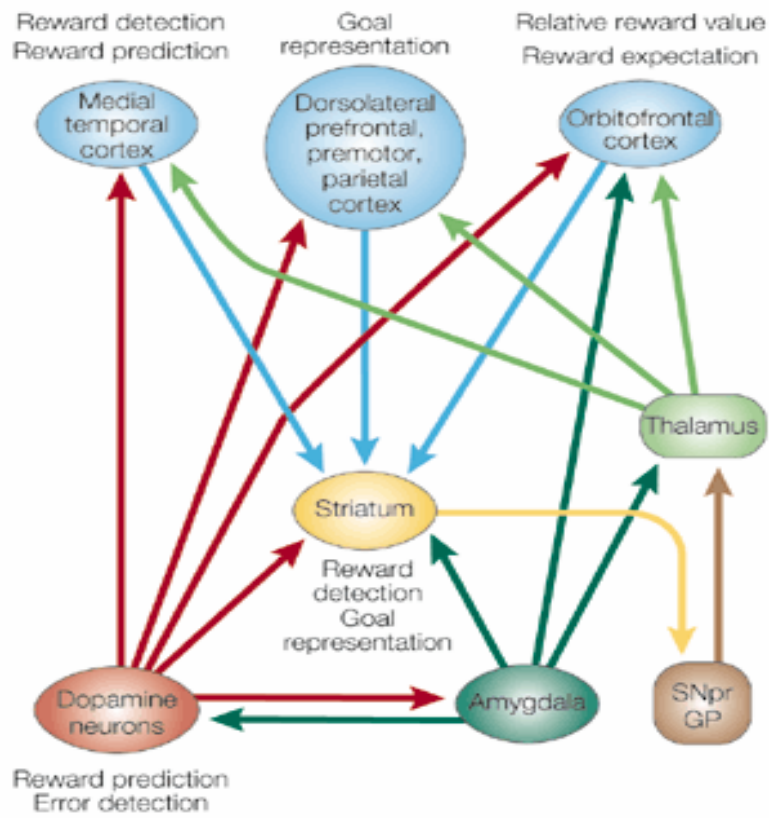 Reward detection
Reward prediction
Goal
representation
Relative reward value
Reward expectation
Medial
temporal
cortex
Dorsolateral
prefrontal,
premotor,
parietal
cortex
Orbitofrontal
cortex
Thalamus
Striatum
Reward
detection
Goal
representation
Dopamine
neurons
Amygdala
SNpr
GP
Reward prediction
Error detection